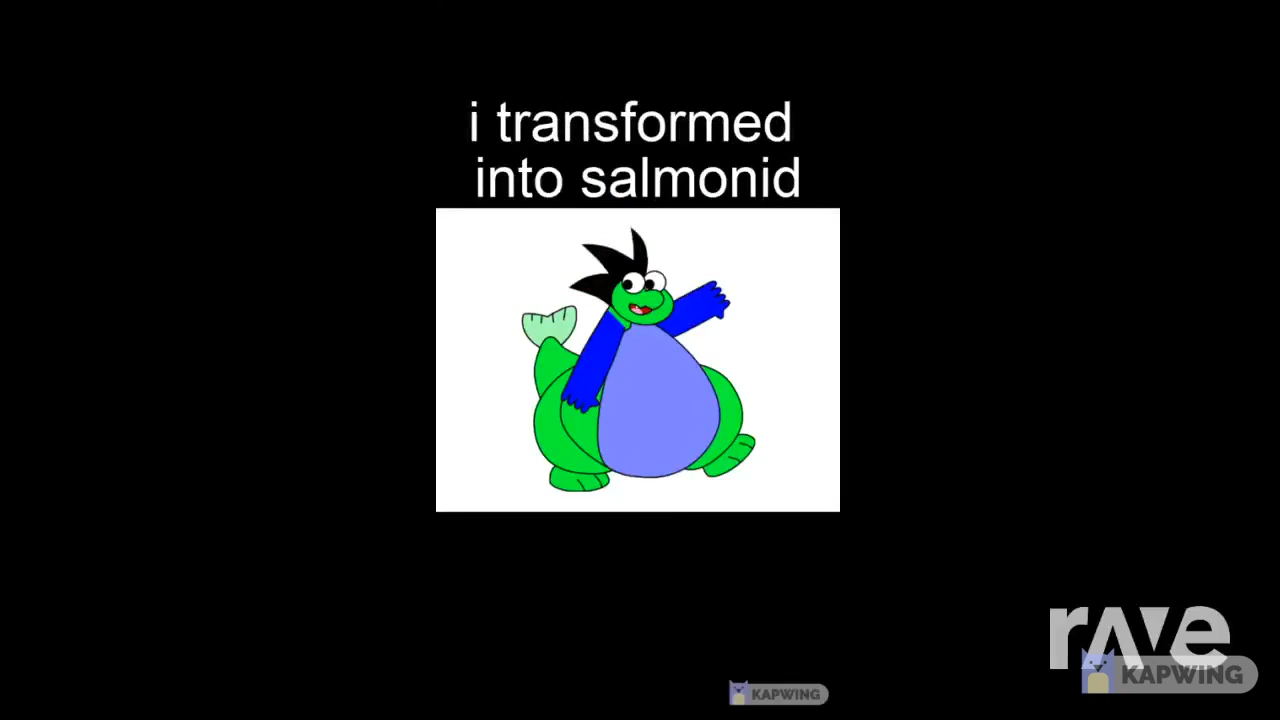 i transformed
into salmonid
rave
KAPWING
KAPWING